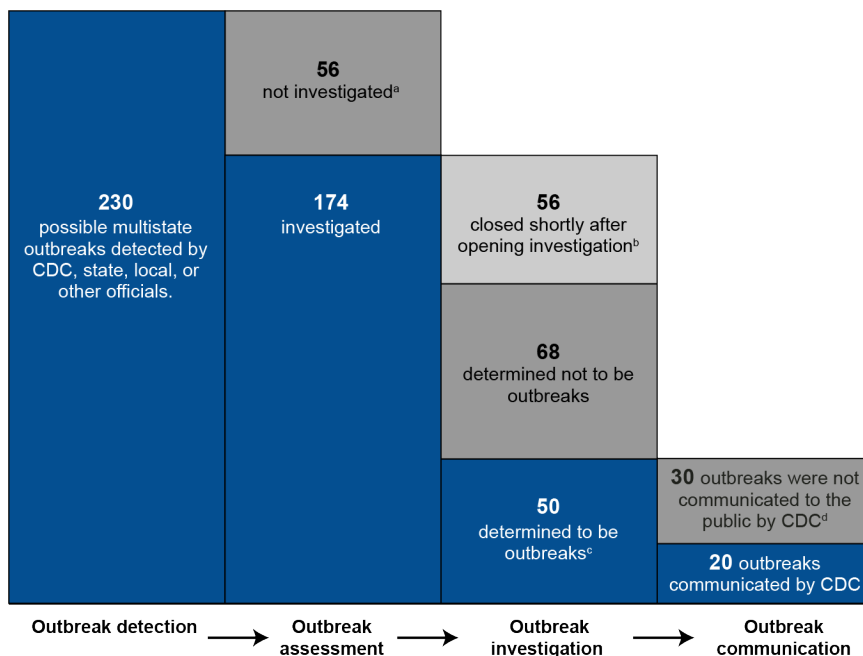 230
possible multistate
outbreaks detected by
CDC, state, local, or
other officials.
56
not investigatedᵃ
174
investigated
56
closed shortly after
opening investigationᵇ
68
determined not to be
outbreaks
50
determined to be
outbreaksᶜ
30 outbreaks were not
communicated to the
public by CDCᵈ
20 outbreaks
communicated by CDC
Outbreak detection
Outbreak
assessment
Outbreak
investigation
Outbreak
communication